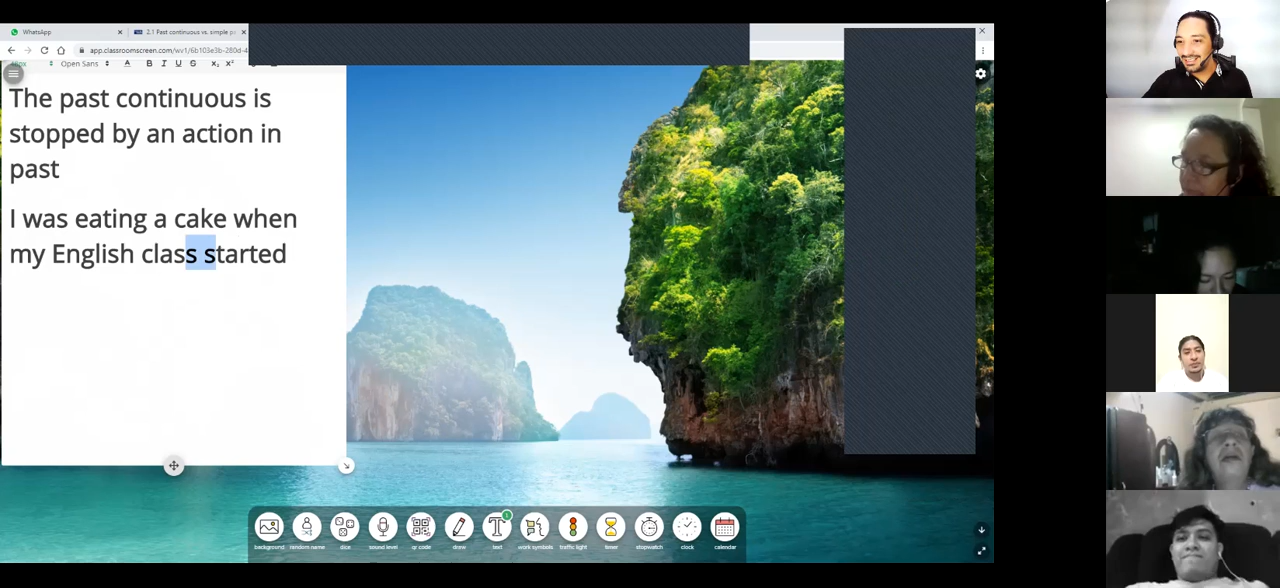 WhatsApp
2.1 Past continuous vs. simple p
app.classroomscreen.com/wv1/6b103e3b-280d-4
Open Sans
A B I U S X₂ X²
The past continuous is
stopped by an action in
past
I was eating a cake when
my English class started
background random name dice sound level qr code draw text work symbols traffic light timer stopwatch clock calendar